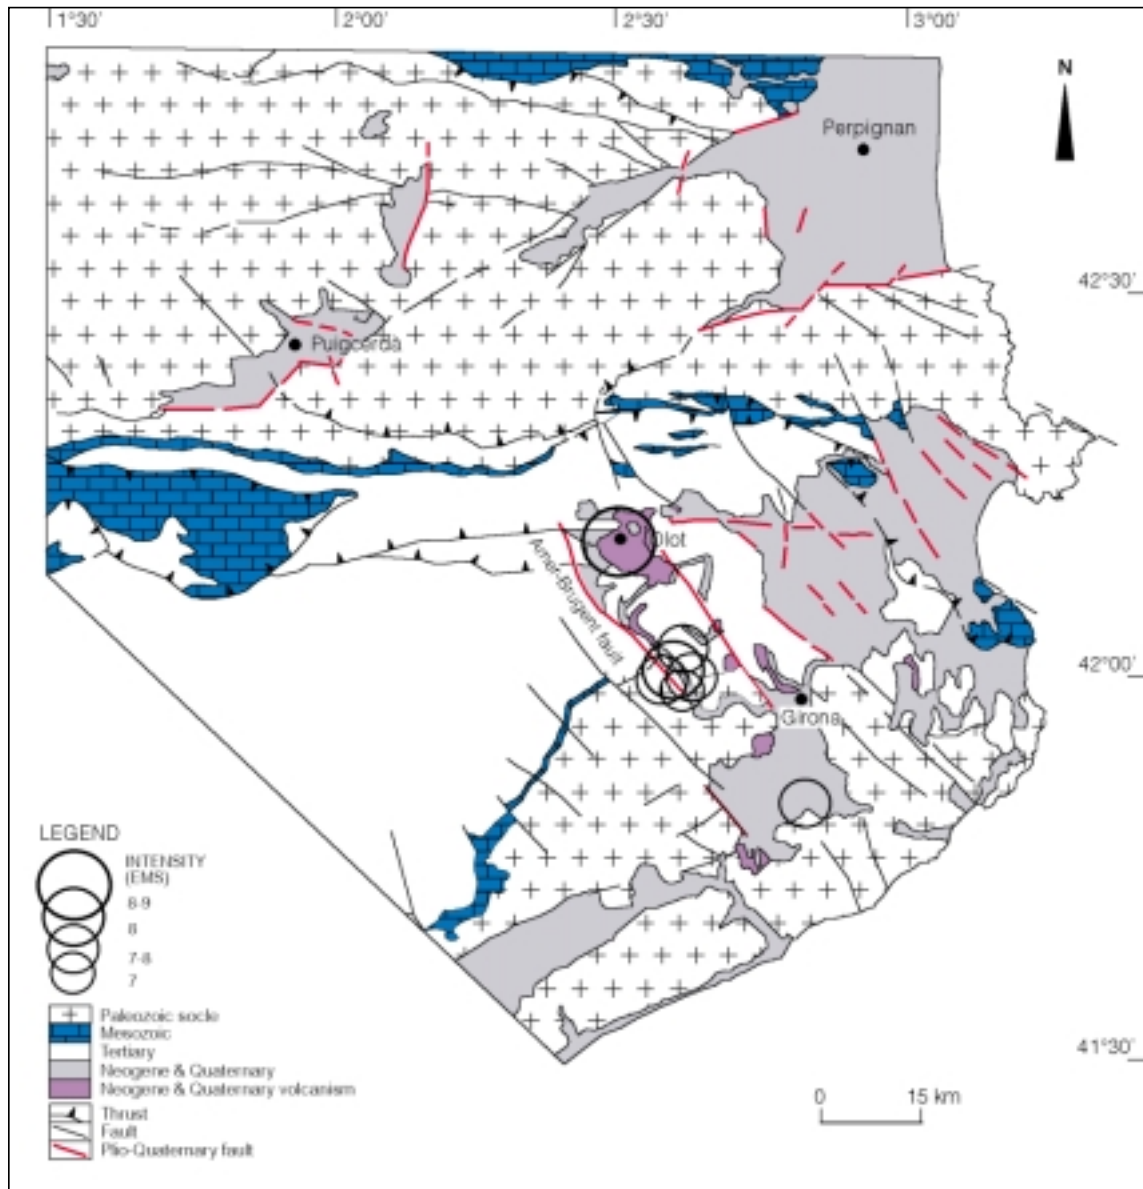 1°30' 2°00' 2°30' 3°00'
N
Perpignan
42°30'
Puigcerda
Olot
Amer-Brugent fault
42°00'
Girona
LEGEND
INTENSITY
(EMS)
8-9
8
7-8
7
Paleozoic socle
Mesozoic
Tertiary
Neogene & Quaternary
Neogene & Quaternary volcanism
41°30'
Thrust
Fault
Plio-Quaternary fault
0 15 km